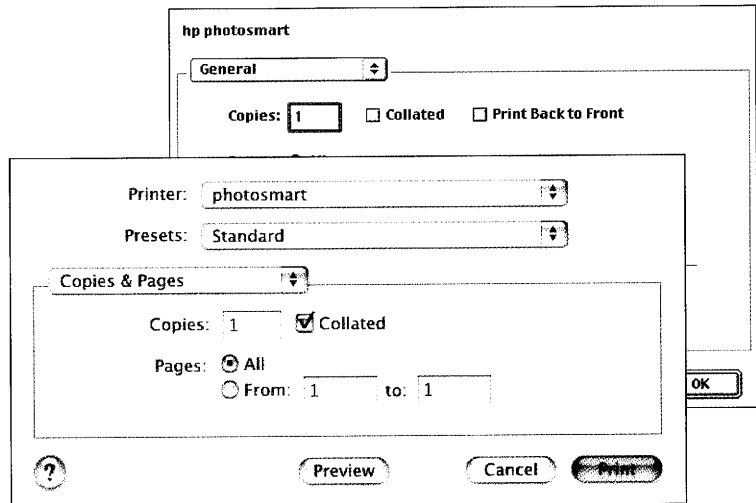 hp photosmart
General
Copies: 1 Collated Print Back to Front
Printer: photosmart
Presets: Standard
Copies & Pages
Copies: 1 Collated
Pages: All
From: 1 to: 1
OK
? Preview Cancel Print